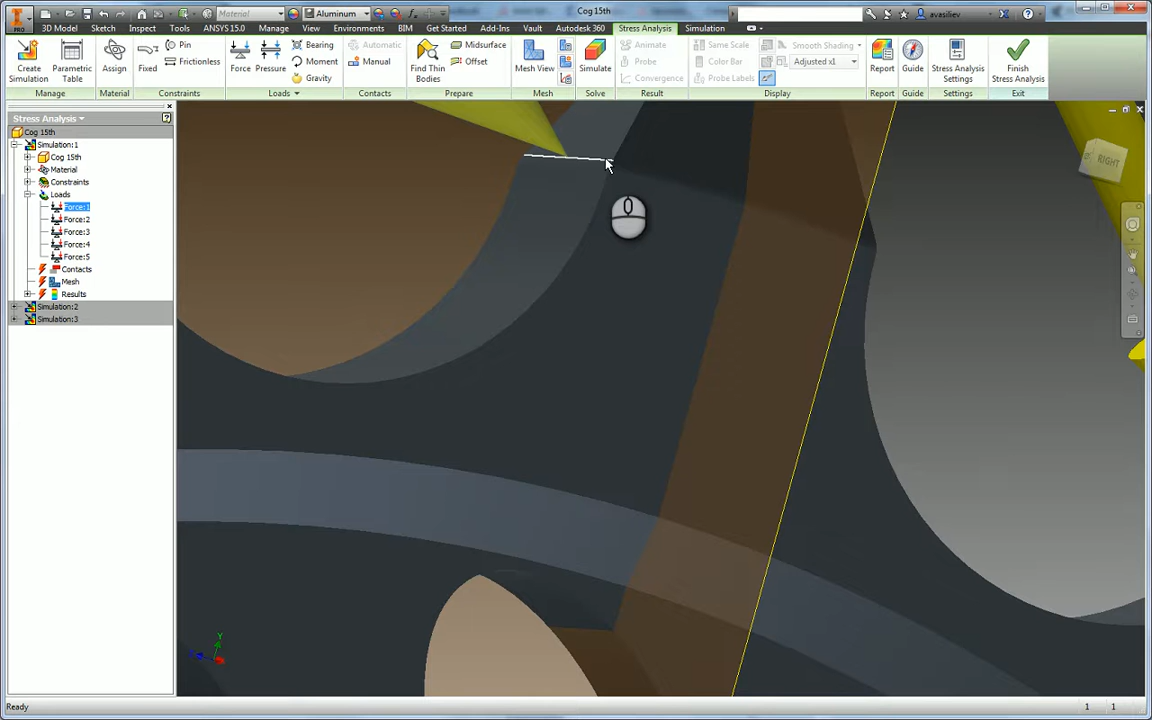 Material
Aluminum
Cog 15th
avasiliev
PRO
3D Model Sketch Inspect Tools ANSYS 15.0 Manage View Environments BIM Get Started Add-Ins Vault Autodesk 360 Stress Analysis Simulation
Create Simulation
Parametric Table
Manage
Assign
Material
Fixed
Pin
Frictionless
Constraints
Force
Pressure
Bearing
Moment
Gravity
Loads
Automatic
Manual
Contacts
Find Thin Bodies
Midsurface
Offset
Prepare
Mesh View
Mesh
Simulate
Solve
Animate
Probe
Convergence
Result
Same Scale
Color Bar
Probe Labels
Smooth Shading
Adjusted x1
Display
Report
Guide
Report
Stress Analysis Settings
Settings
Finish Stress Analysis
Exit
Stress Analysis
Cog 15th
Simulation:1
Cog 15th
Material
Constraints
Loads
Force:1
Force:2
Force:3
Force:4
Force:5
Contacts
Mesh
Results
Simulation:2
Simulation:3
RIGHT
0
Y
Ready
1 1